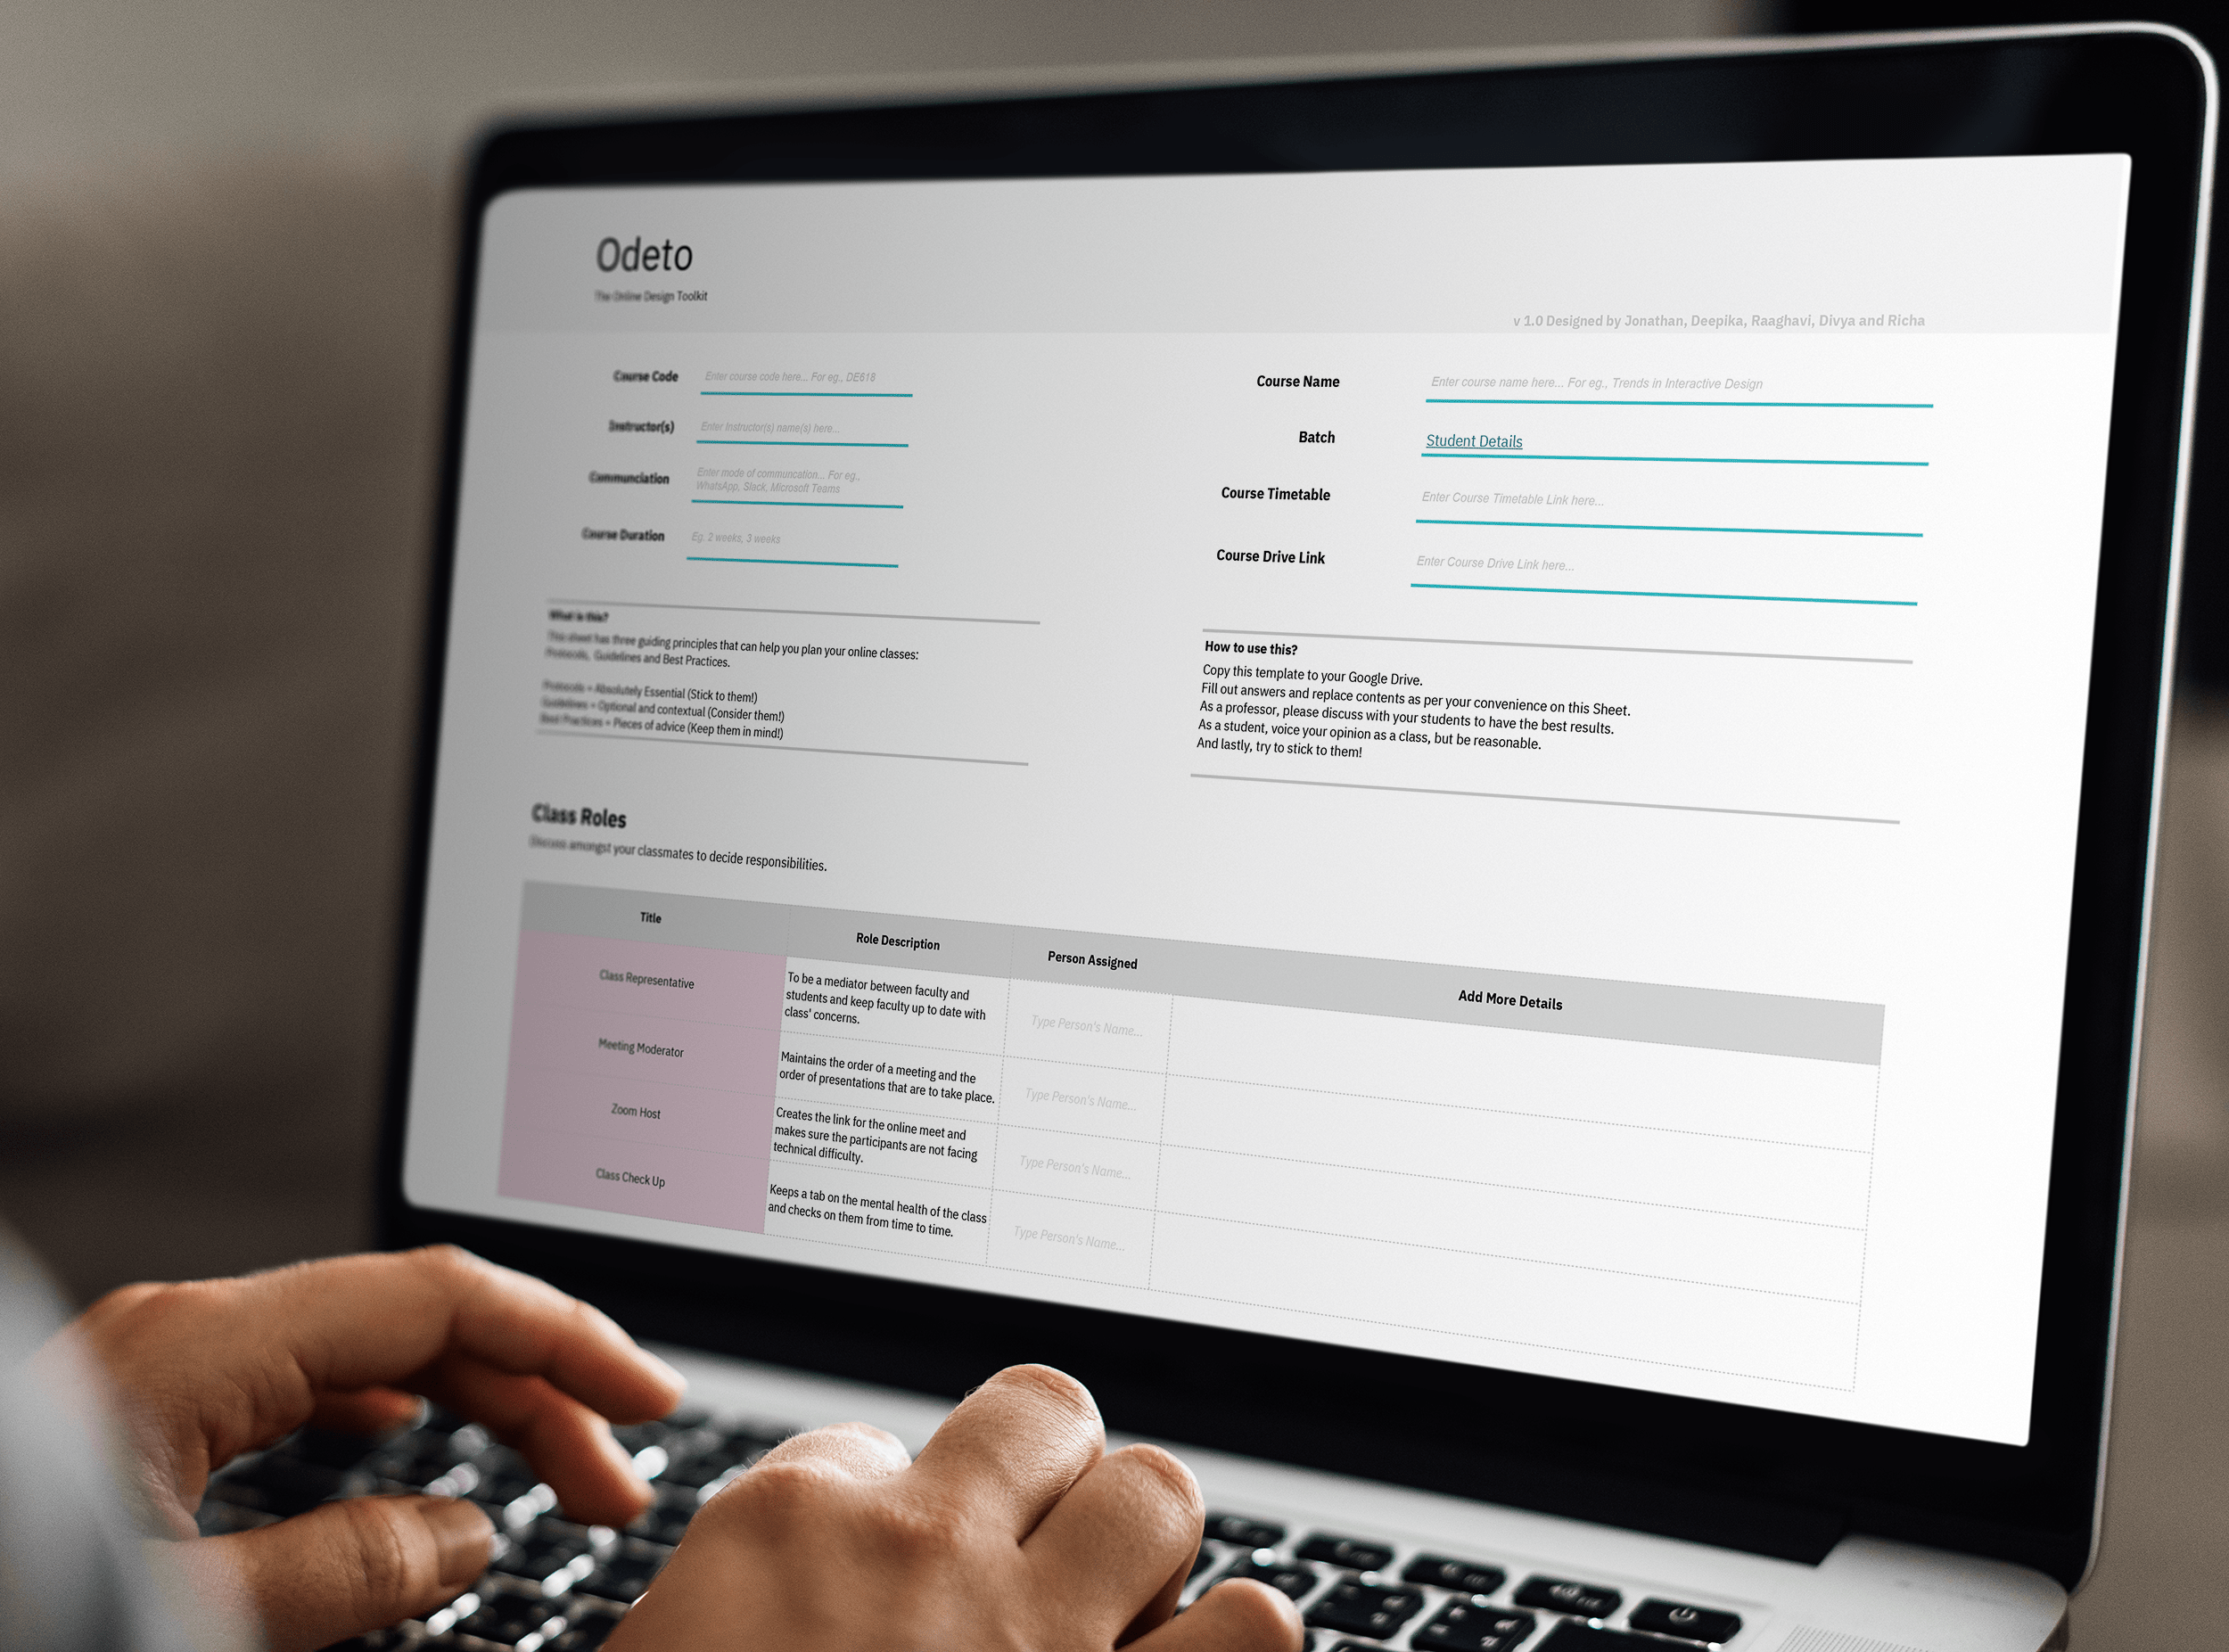 Odeto
The Online Design Toolkit
v 1.0 Designed by Jonathan, Deepika, Raaghavi, Divya and Richa
Course Code
Enter course code here... For eg., DE618
Instructor(s)
Enter Instructor(s) name(s) here...
Communciation
Enter mode of communcation... For eg.,
WhatsApp, Slack, Microsoft Teams
Course Duration
Eg. 2 weeks, 3 weeks
Course Name
Enter course name here... For eg., Trends in Interactive Design
Batch
Student Details
Course Timetable
Enter Course Timetable Link here...
Course Drive Link
Enter Course Drive Link here...
What is this?
This sheet has three guiding principles that can help you plan your online classes:
Protocols, Guidelines and Best Practices.
Protocols = Absolutely Essential (Stick to them!)
Guidelines = Optional and contextual (Consider them!)
Best Practices = Pieces of advice (Keep them in mind!)
How to use this?
Copy this template to your Google Drive.
Fill out answers and replace contents as per your convenience on this Sheet.
As a professor, please discuss with your students to have the best results.
As a student, voice your opinion as a class, but be reasonable.
And lastly, try to stick to them!
Class Roles
Discuss amongst your classmates to decide responsibilities.
Title
Role Description
Person Assigned
Add More Details
Class Representative
To be a mediator between faculty and
students and keep faculty up to date with
class' concerns.
Type Person's Name...
Meeting Moderator
Maintains the order of a meeting and the
order of presentations that are to take place.
Type Person's Name...
Zoom Host
Creates the link for the online meet and
makes sure the participants are not facing
technical difficulty.
Type Person's Name...
Class Check Up
Keeps a tab on the mental health of the class
and checks on them from time to time.
Type Person's Name...